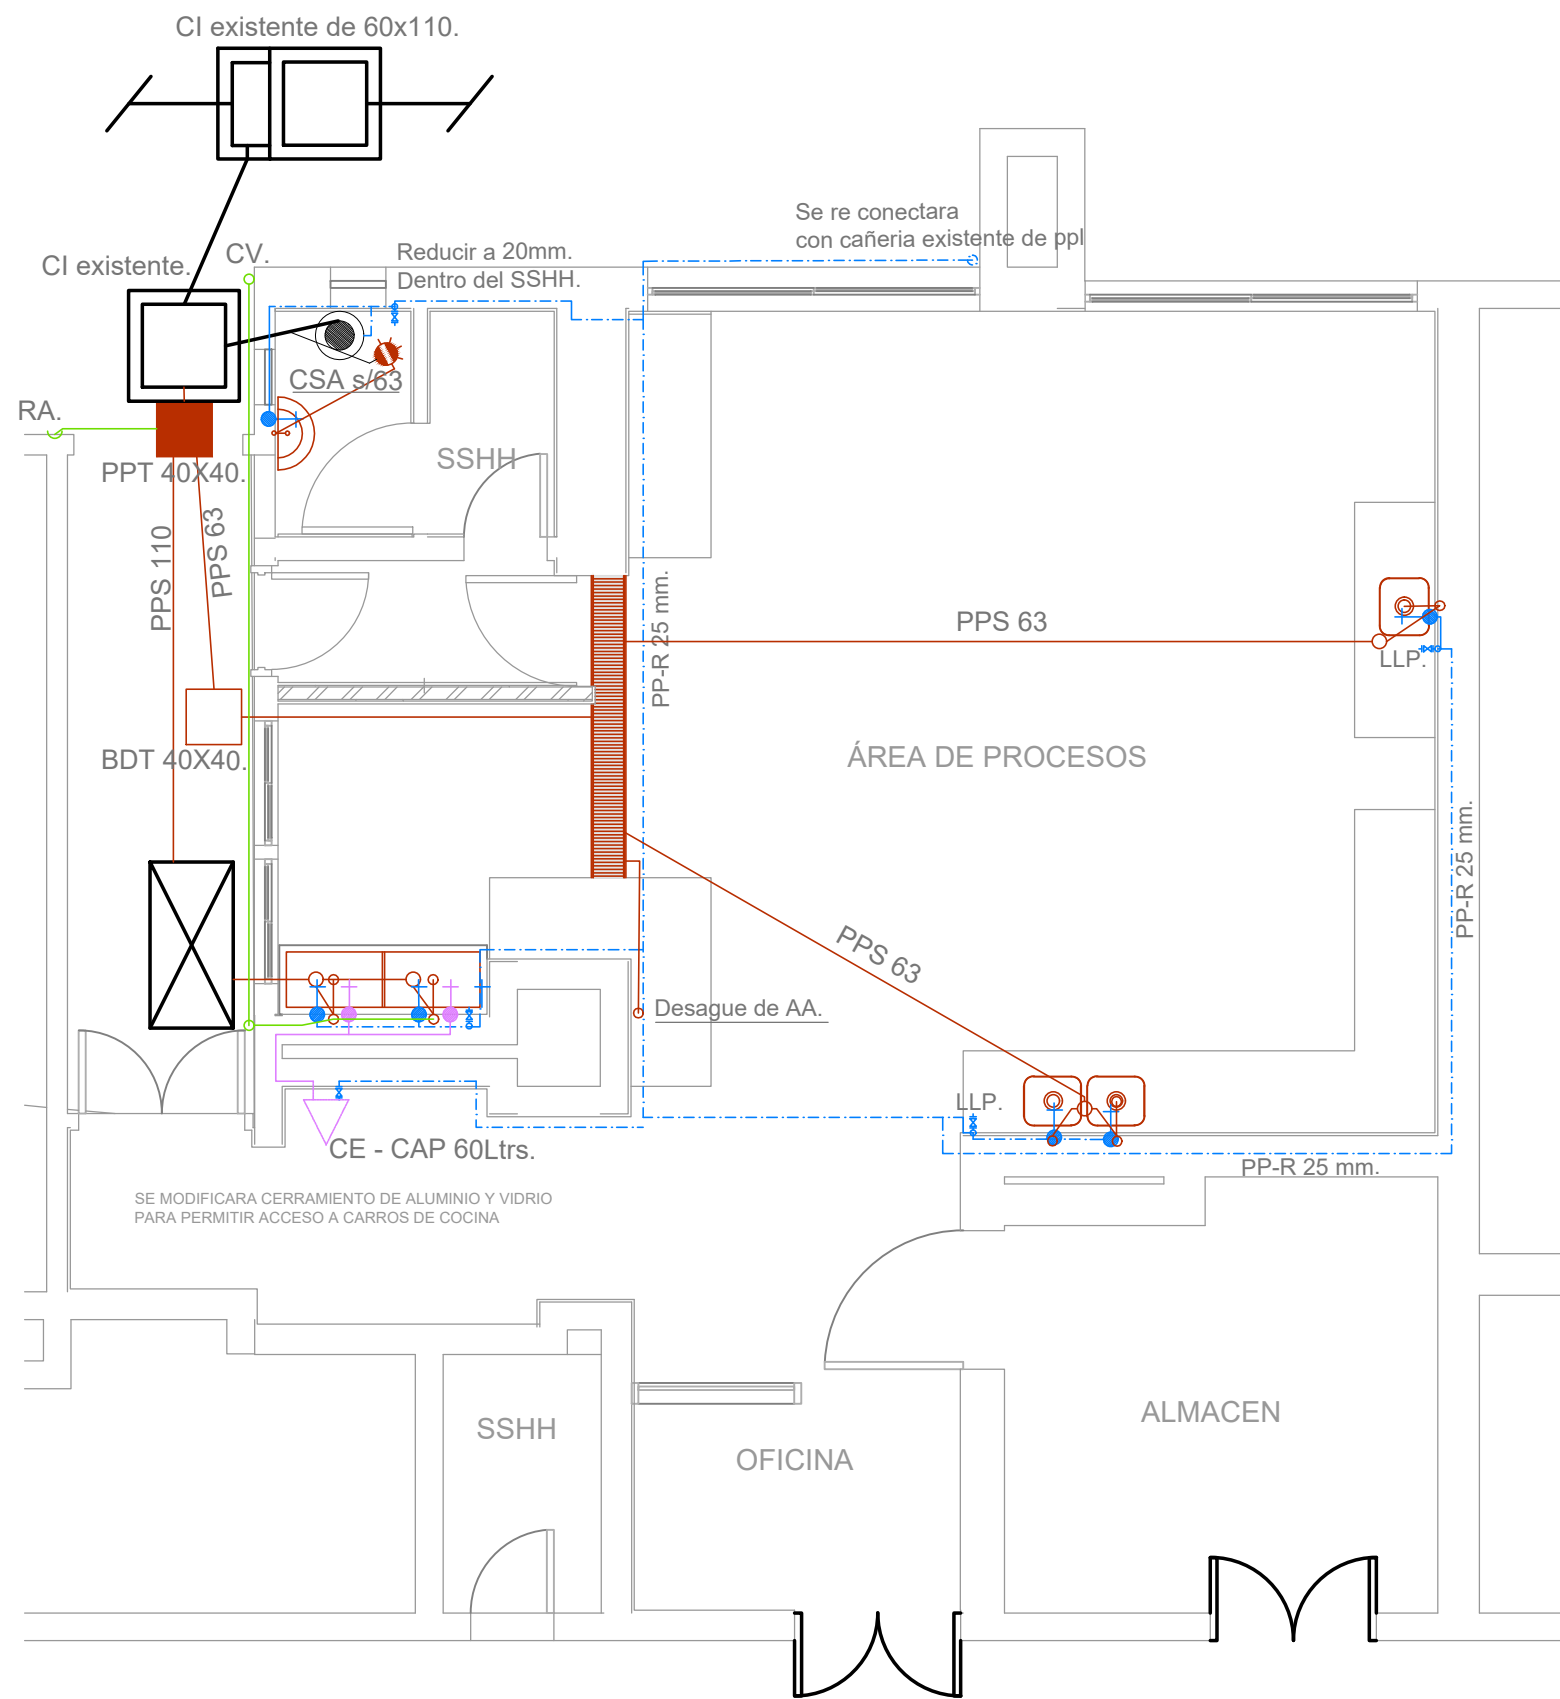 CI existente de 60x110.
Se re conectara
con cañeria existente de ppl
CV.
Reducir a 20mm.
Dentro del SSHH.
CI existente.
CSA s/63
RA.
SSHH
PPT 40X40.
PPS 110
PPS 63
PP-R 25 mm.
PPS 63
LLP.
BDT 40X40.
ÁREA DE PROCESOS
PP-R 25 mm.
PPS 63
Desague de AA.
LLP.
CE - CAP 60Ltrs.
PP-R 25 mm.
SE MODIFICARA CERRAMIENTO DE ALUMINIO Y VIDRIO
PARA PERMITIR ACCESO A CARROS DE COCINA
SSHH
OFICINA
ALMACEN